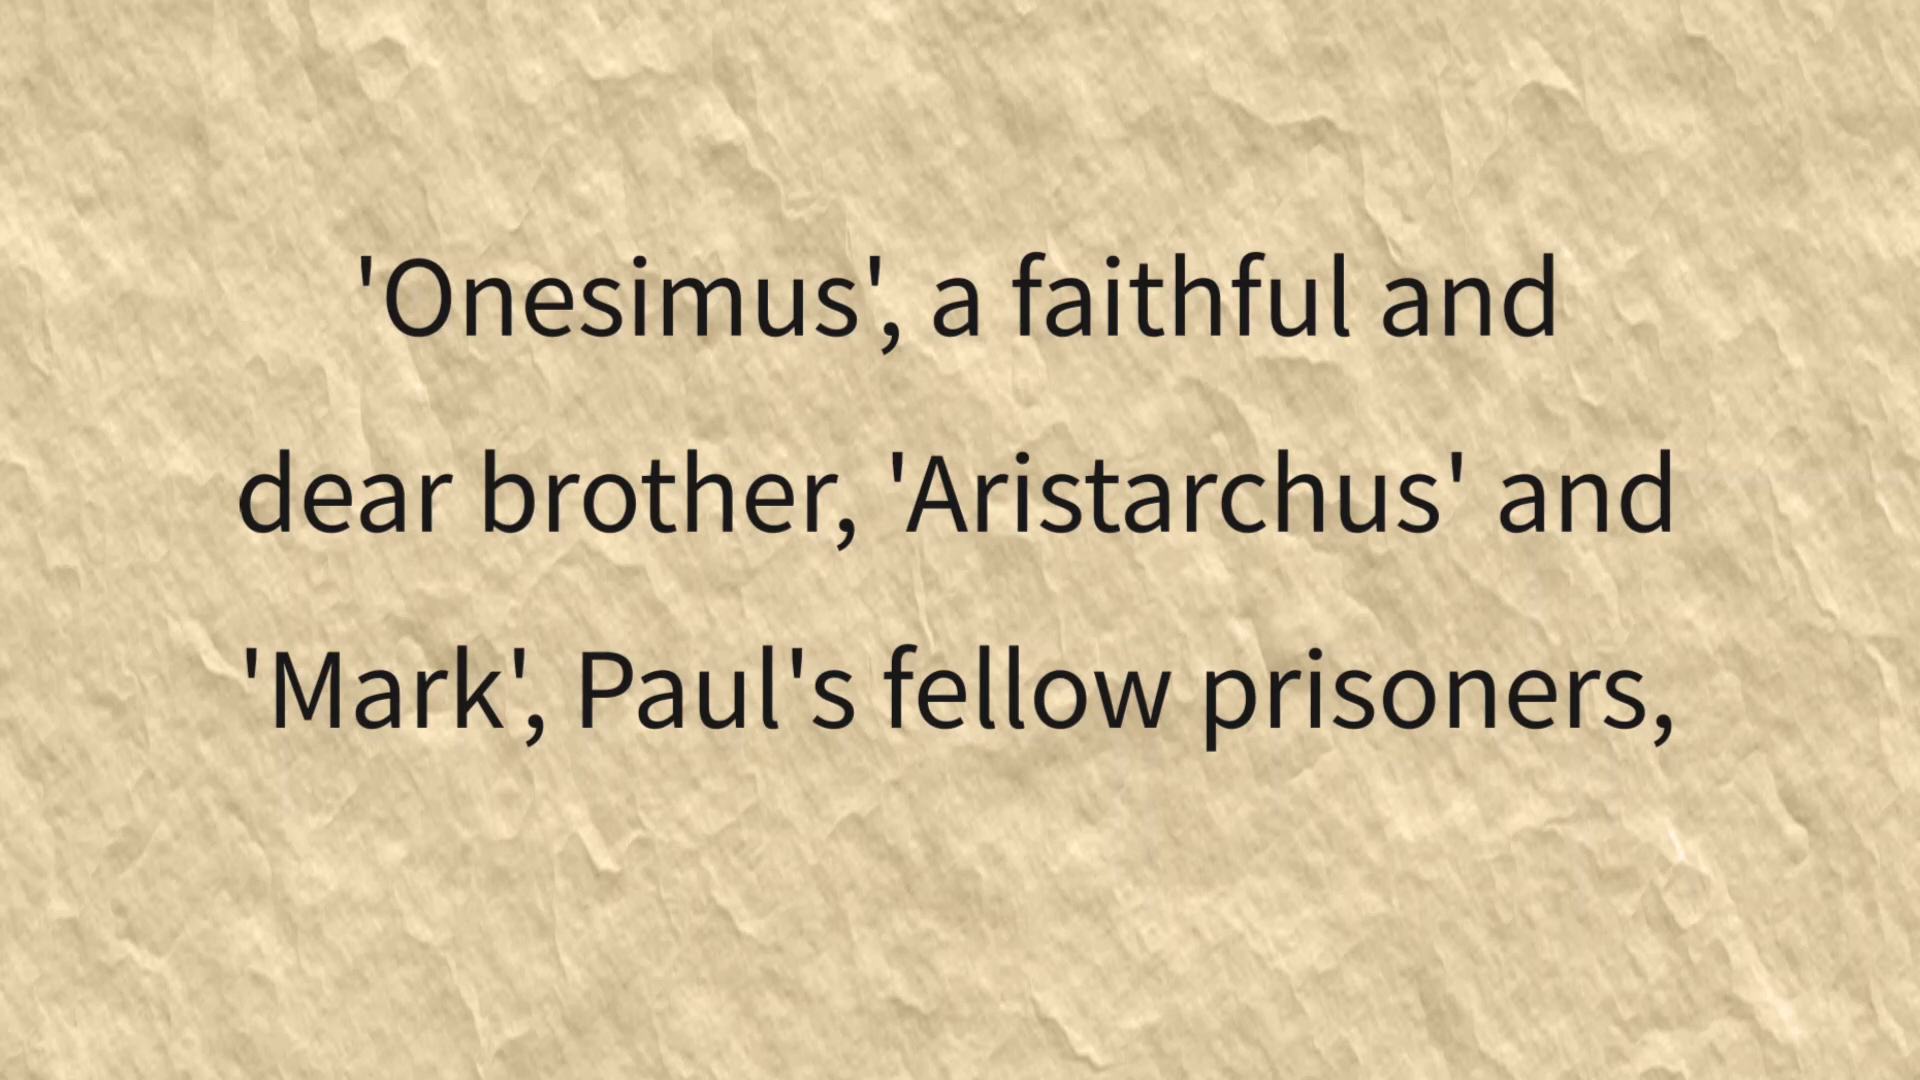 'Onesimus', a faithful and
dear brother, 'Aristarchus' and
'Mark', Paul's fellow prisoners,